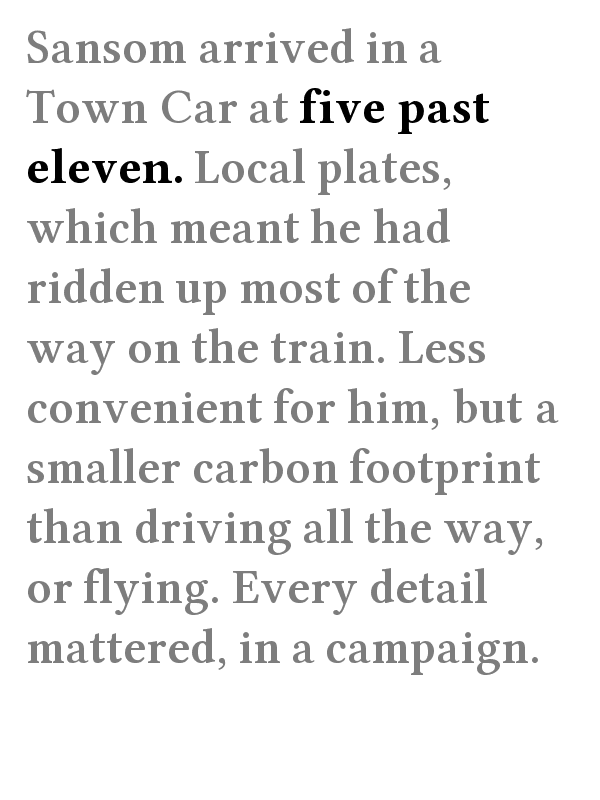 Sansom arrived in a
Town Car at five past
eleven. Local plates,
which meant he had
ridden up most of the
way on the train. Less
convenient for him, but a
smaller carbon footprint
than driving all the way,
or flying. Every detail
mattered, in a campaign.